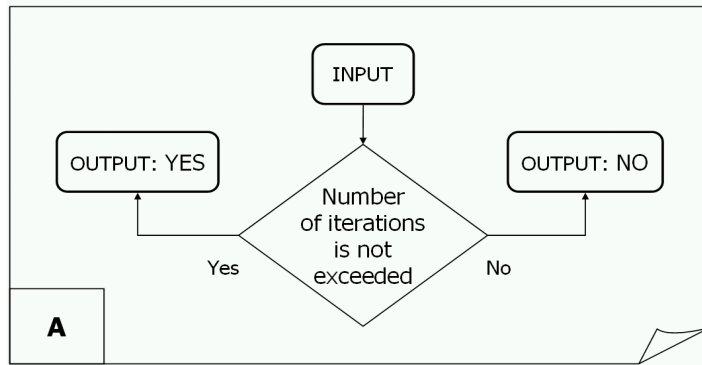 INPUT
OUTPUT: YES
OUTPUT: NO
Number
of iterations
is not
exceeded
Yes
No
A